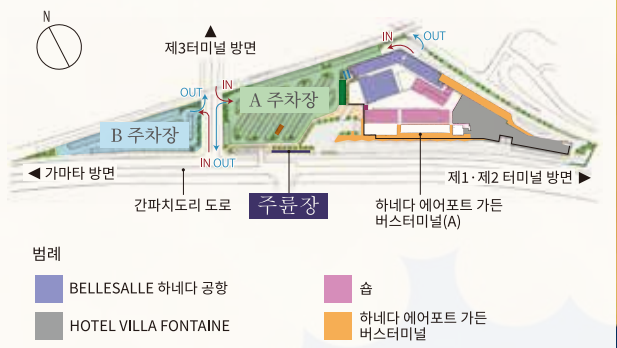 N
▲
제3터미널 방면
IN
OUT
OUT
IN
A 주차장
B 주차장
IN OUT
◀ 가마타 방면
제1·제2 터미널 방면 ▶
간파치도리 도로
주륜장
하네다 에어포트 가든
버스터미널(A)
범례
BELLESALLE 하네다 공항
숍
HOTEL VILLA FONTAINE
하네다 에어포트 가든
버스터미널